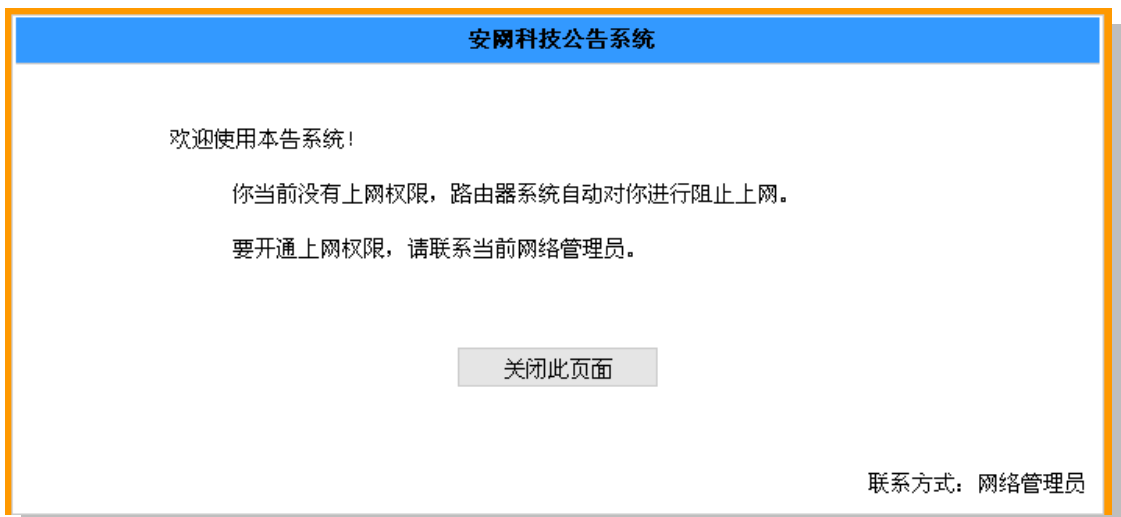 安网科技公告系统
欢迎使用本告系统!
你当前没有上网权限，路由器系统自动对你进行阻止上网。
要开通上网权限，请联系当前网络管理员。
关闭此页面
联系方式：网络管理员